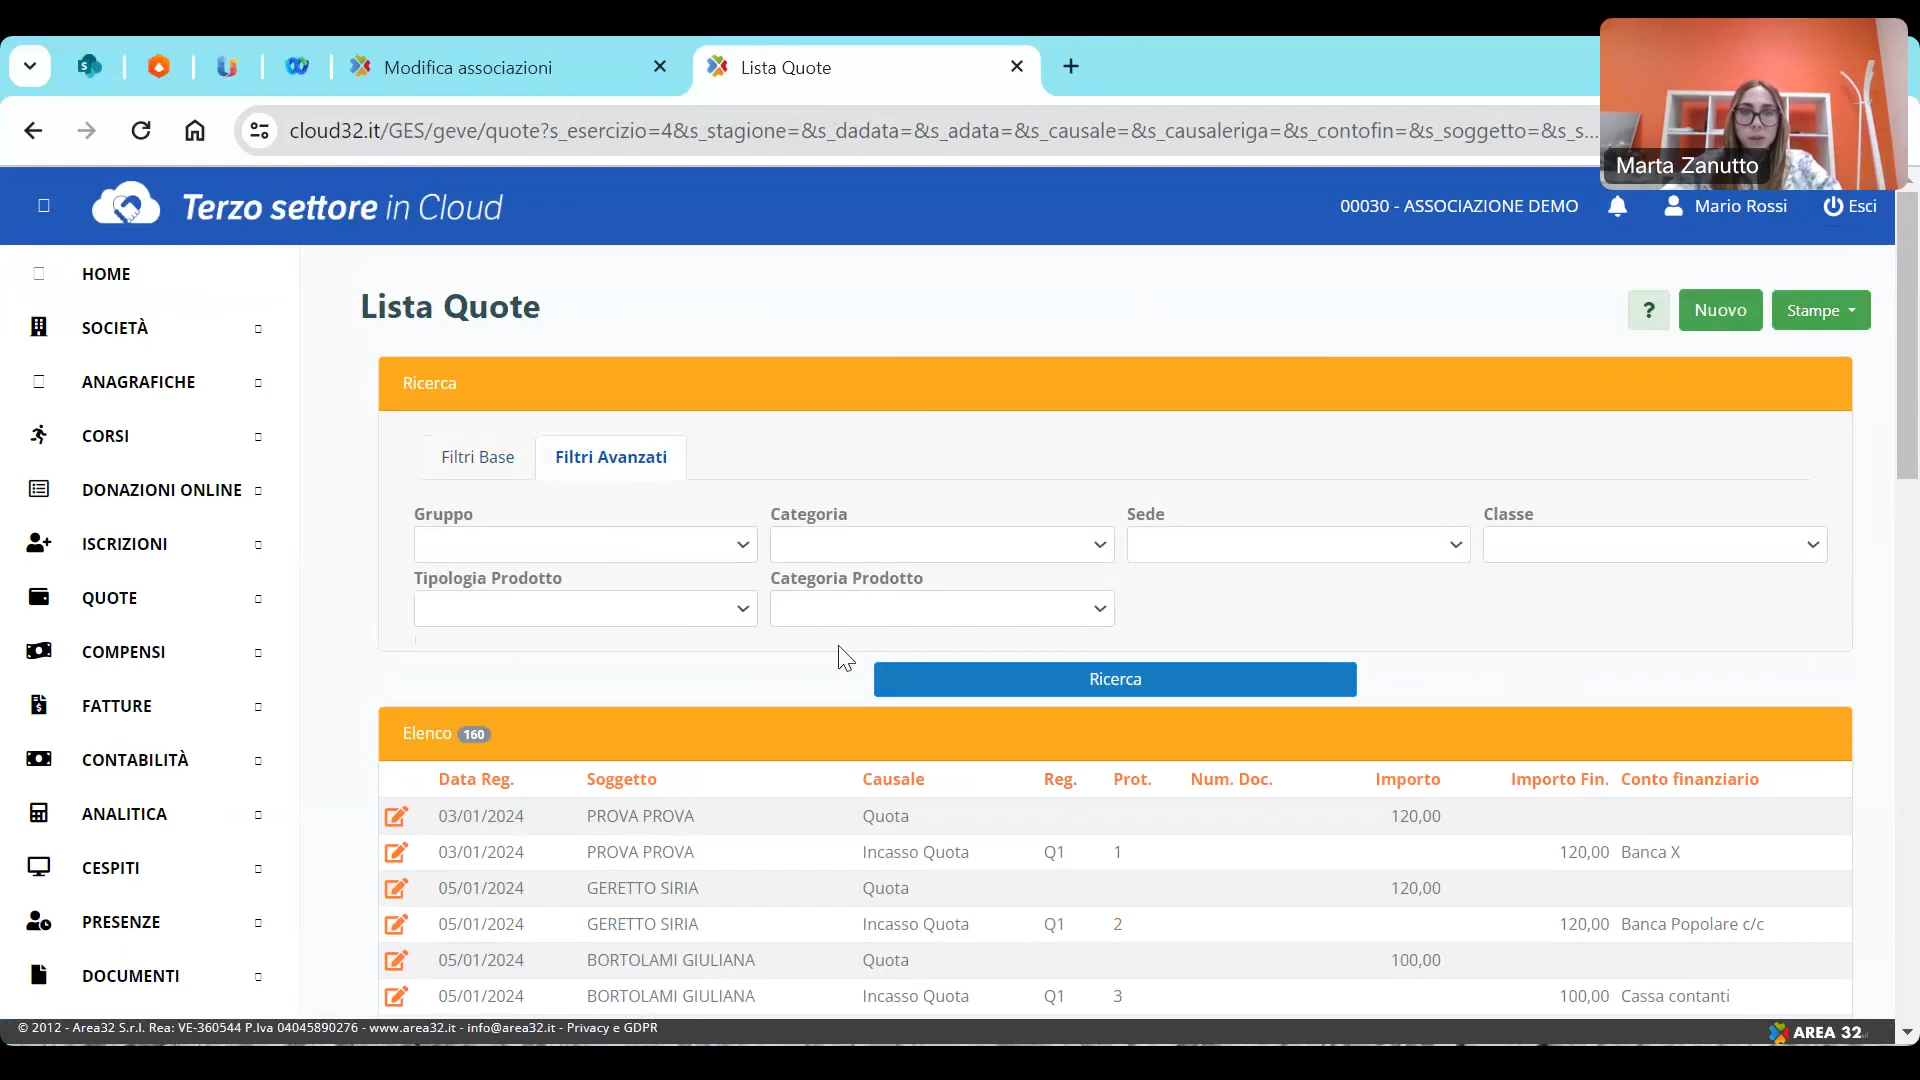 Modifica associazioni
Lista Quote
cloud32.it/GES/geve/quote?s_esercizio=4&s_stagione=&s_dadata=&s_adata=&s_causale=&s_causaleriga=&s_contofin=&s_soggetto=&s_s...
Marta Zanutto
Terzo settore in Cloud
00030 - ASSOCIAZIONE DEMO
Mario Rossi
Esci
HOME
SOCIETÀ
ANAGRAFICHE
CORSI
DONAZIONI ONLINE
ISCRIZIONI
QUOTE
COMPENSI
FATTURE
CONTABILITÀ
ANALITICA
CESPITI
PRESENZE
DOCUMENTI
Lista Quote
? Nuovo Stampe
Ricerca
Filtri Base Filtri Avanzati
Gruppo Categoria Sede Classe
Tipologia Prodotto Categoria Prodotto
Ricerca
Elenco 160
Data Reg. Soggetto Causale Reg. Prot. Num. Doc. Importo Importo Fin. Conto finanziario
03/01/2024 PROVA PROVA Quota 120,00
03/01/2024 PROVA PROVA Incasso Quota Q1 1 120,00 Banca X
05/01/2024 GERETTO SIRIA Quota 120,00
05/01/2024 GERETTO SIRIA Incasso Quota Q1 2 120,00 Banca Popolare c/c
05/01/2024 BORTOLAMI GIULIANA Quota 100,00
05/01/2024 BORTOLAMI GIULIANA Incasso Quota Q1 3 100,00 Cassa contanti
© 2012 - Area32 S.r.l. Rea: VE-360544 P.Iva 04045890276 - www.area32.it - info@area32.it - Privacy e GDPR
AREA 32